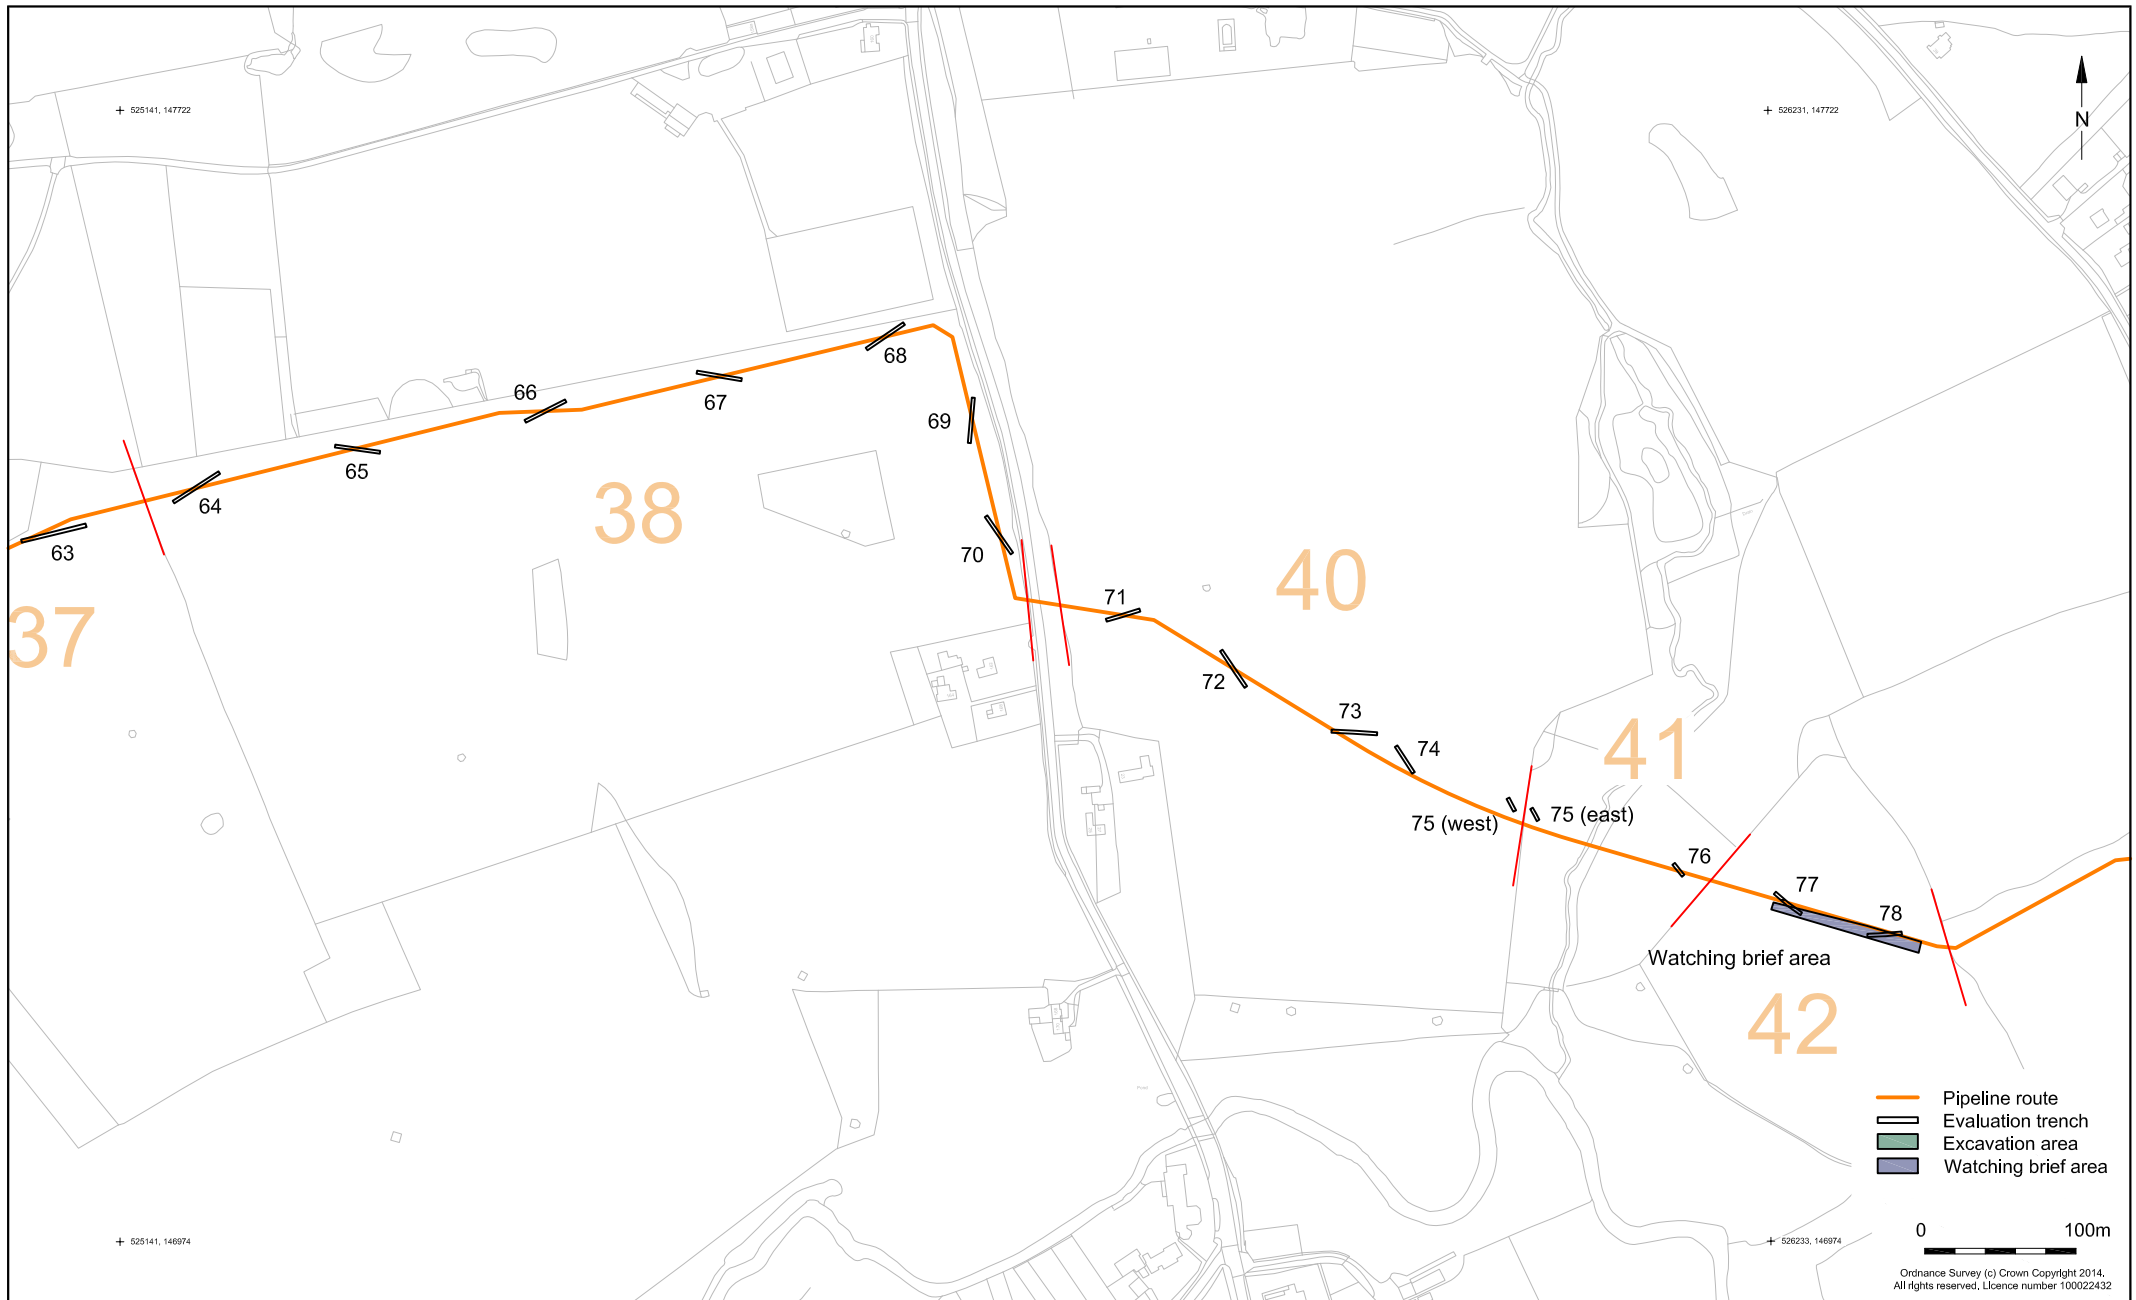 525141, 147722
526231, 147722
N
68
66
67
69
65
64
38
70
63
40
71
37
72
73
74
41
75 (west)
75 (east)
76
77
78
Watching brief area
42
Pipeline route
Evaluation trench
Excavation area
Watching brief area
0 100m
525141, 146974
526233, 146974
Ordnance Survey (c) Crown Copyright 2014.
All rights reserved. Licence number 100022432